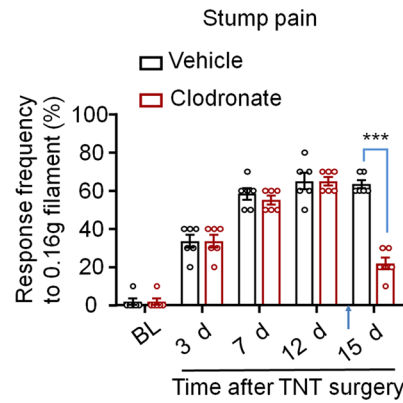 Stump pain
Vehicle
Clodronate
Response frequency
to 0.16g filament (%)
100
80
60
40
20
0
***
BL
3 d
7 d
12 d
15 d
Time after TNT surgery